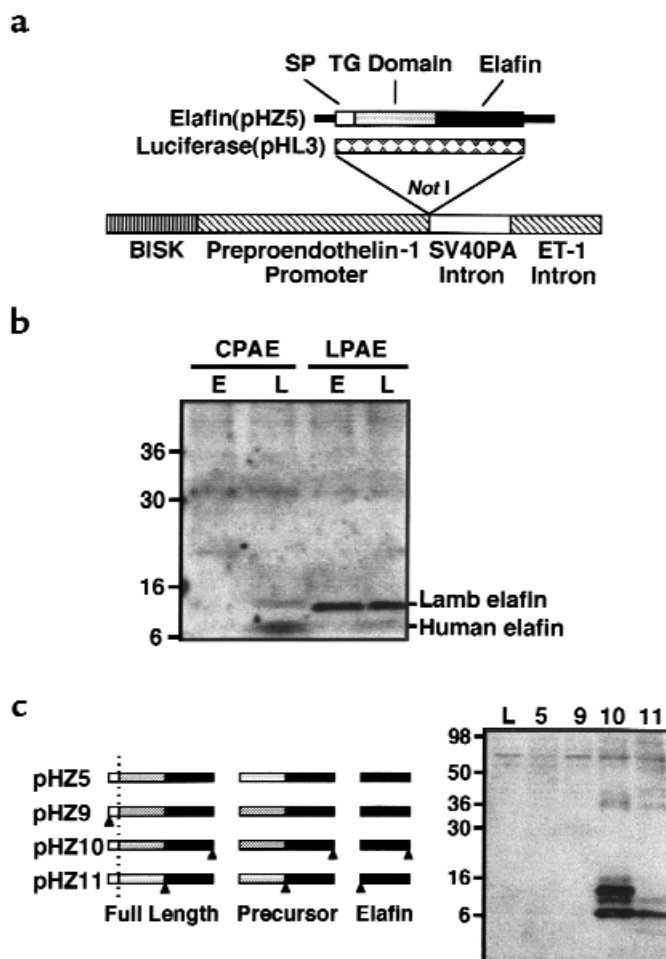 a
SP TG Domain Elafin
Elafin(pHZ5)
Luciferase(pHL3)
Not I
BISK Preproendothelin-1 SV40PA ET-1
Promoter Intron Intron
b
CPAE LPAE
E L E L
36
30
16
Lamb elafin
Human elafin
6
c
L 5 9 10 11
98
pHZ5
50
pHZ9
36
30
pHZ10
16
pHZ11
Full Length Precursor Elafin
6